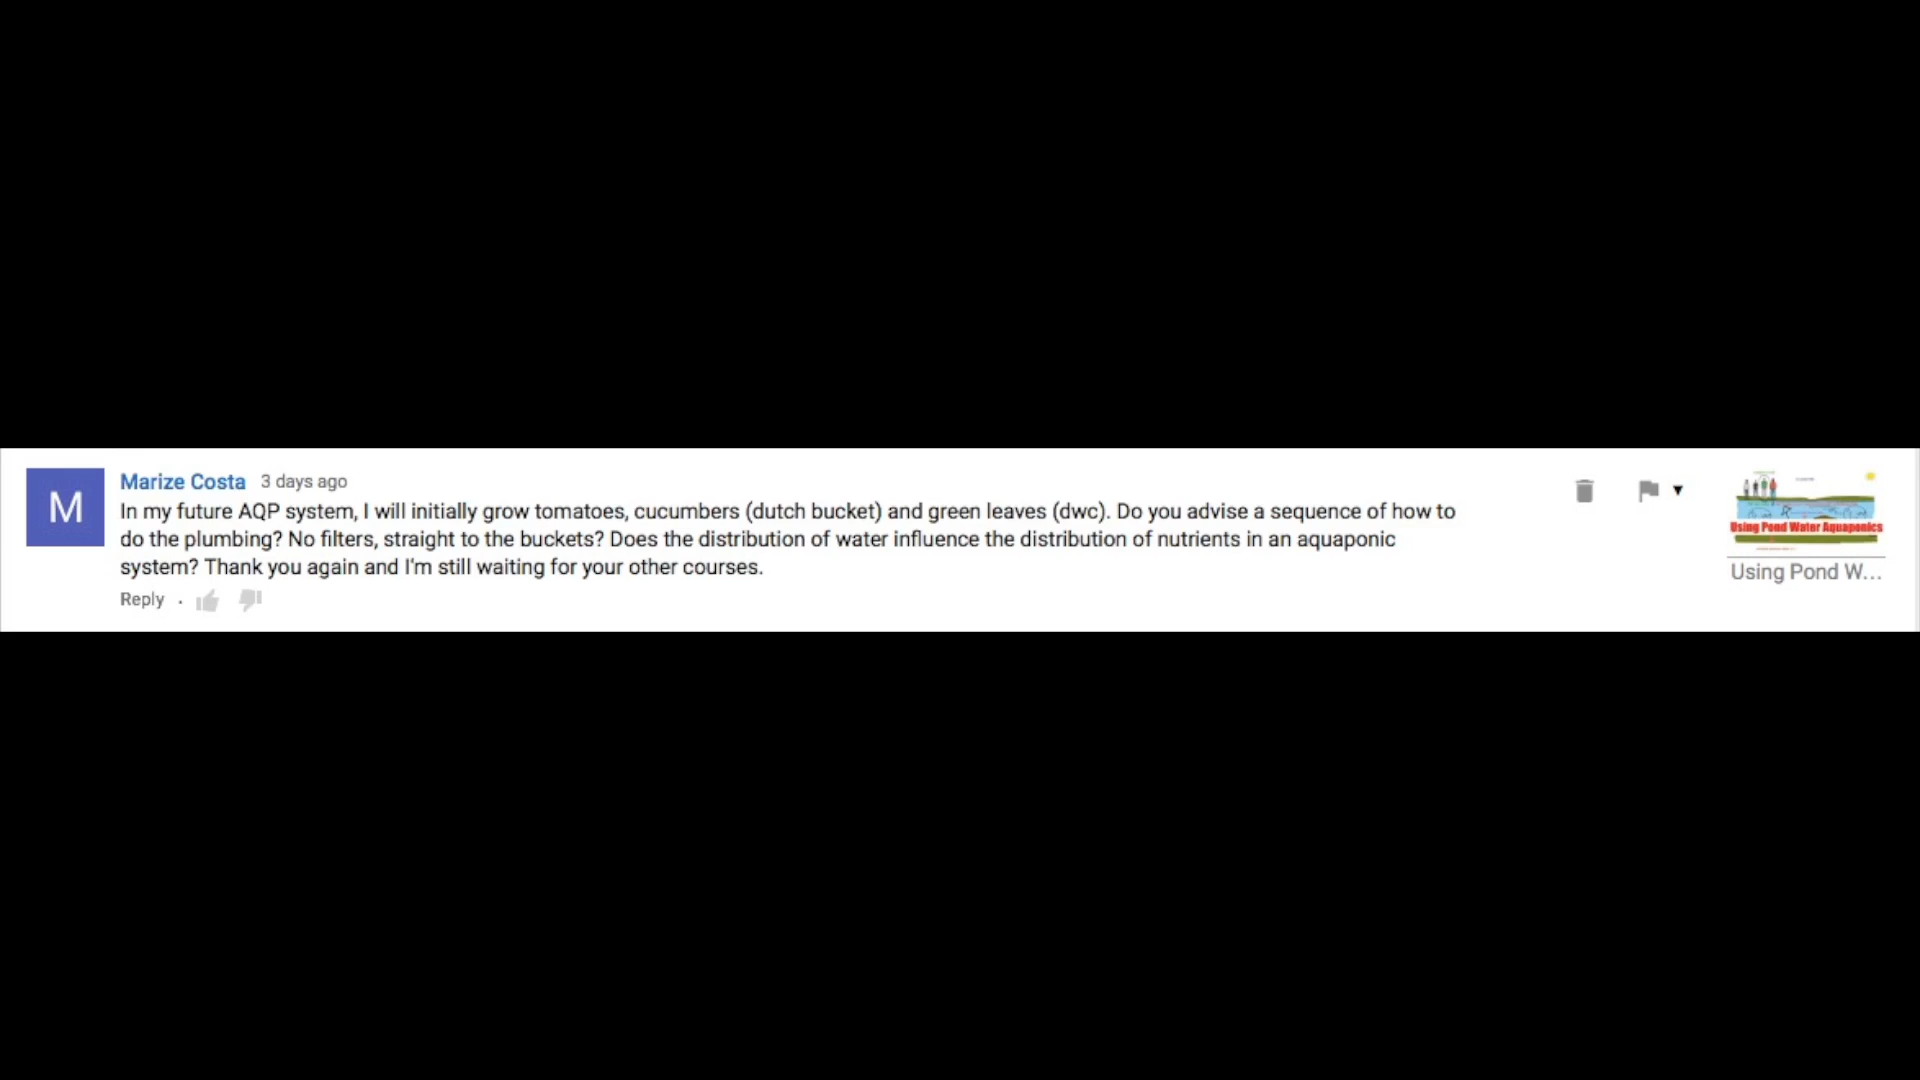 M
Marize Costa 3 days ago
In my future AQP system, I will initially grow tomatoes, cucumbers (dutch bucket) and green leaves (dwc). Do you advise a sequence of how to
do the plumbing? No filters, straight to the buckets? Does the distribution of water influence the distribution of nutrients in an aquaponic
system? Thank you again and I'm still waiting for your other courses.
Reply .
Using Pond Water Aquaponics
Using Pond W...